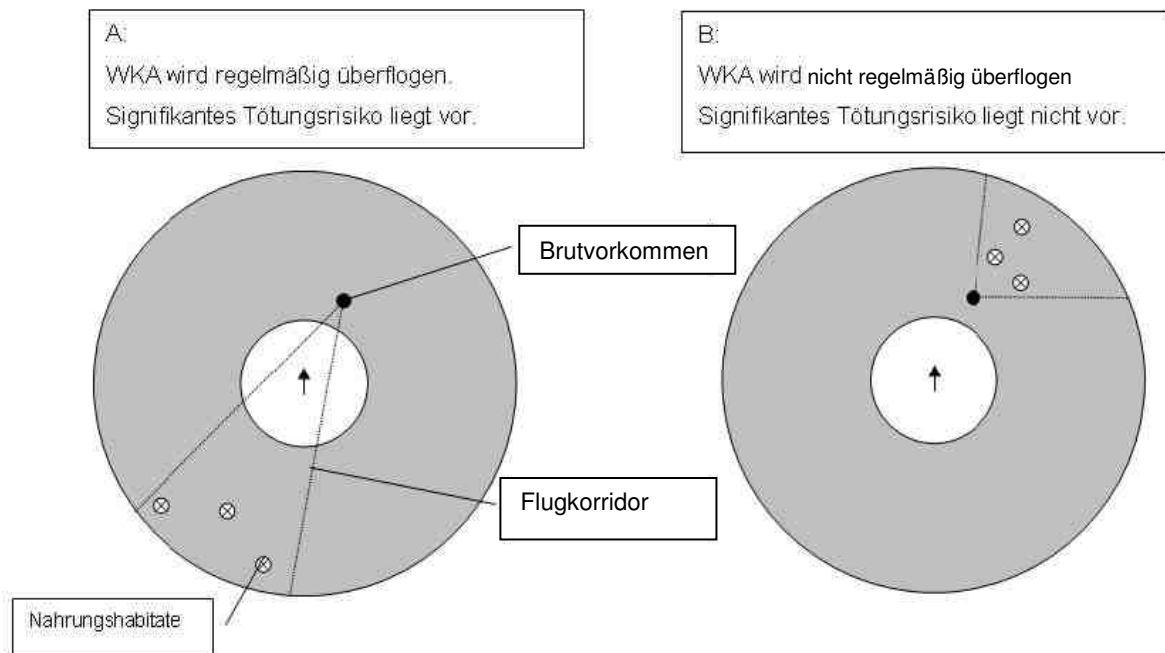 A:
WKA wird regelmäßig überflogen.
Signifikantes Tötungsrisiko liegt vor.
B:
WKA wird nicht regelmäßig überflogen
Signifikantes Tötungsrisiko liegt nicht vor.
Brutvorkommen
Flugkorridor
Nahrungshabitate